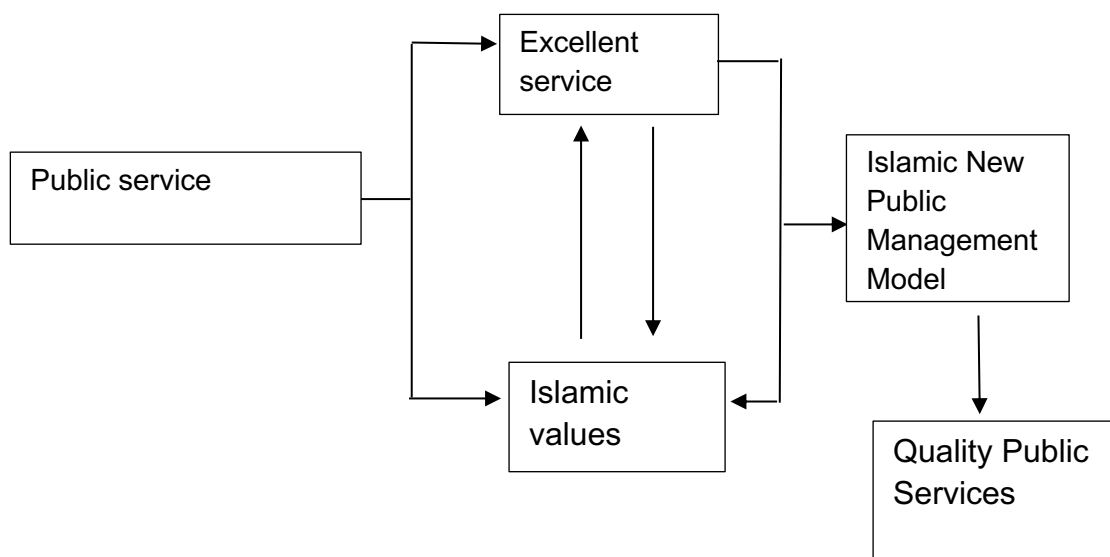 Public service
Excellent
service
Islamic
values
Islamic New
Public
Management
Model
Quality Public
Services